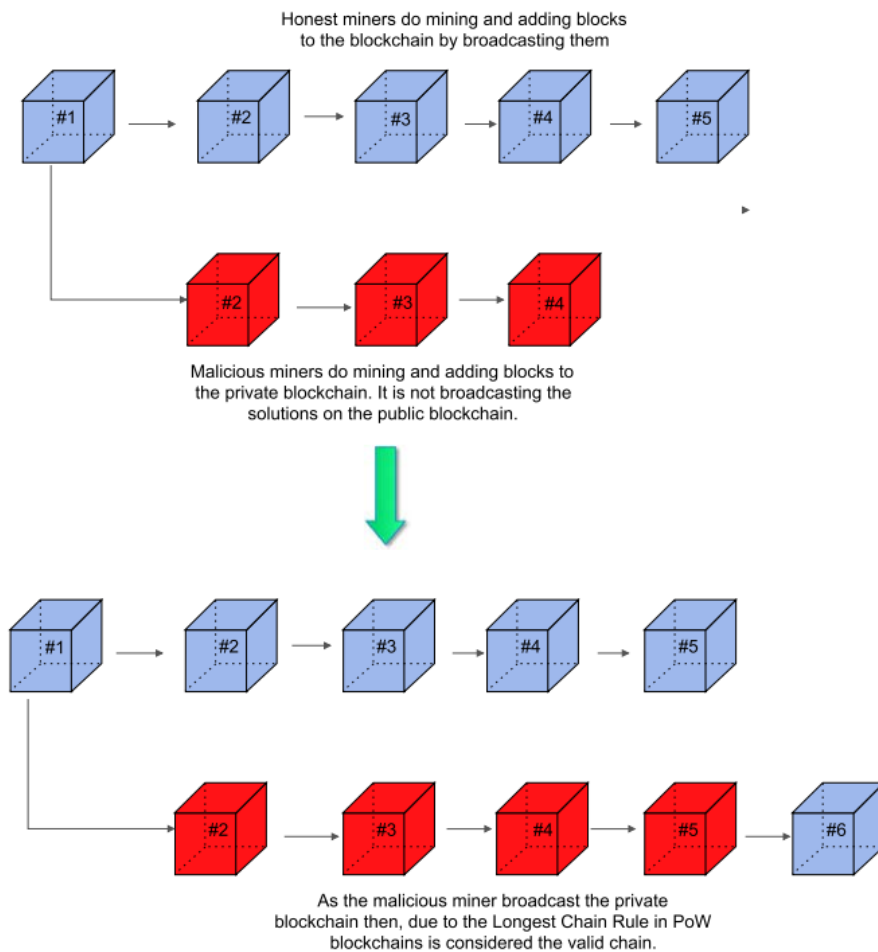 Honest miners do mining and adding blocks
to the blockchain by broadcasting them
#1 #2 #3 #4 #5
#2 #3 #4
Malicious miners do mining and adding blocks to
the private blockchain. It is not broadcasting the
solutions on the public blockchain.
#1 #2 #3 #4 #5
#2 #3 #4 #5 #6
As the malicious miner broadcast the private
blockchain then, due to the Longest Chain Rule in PoW
blockchains is considered the valid chain.